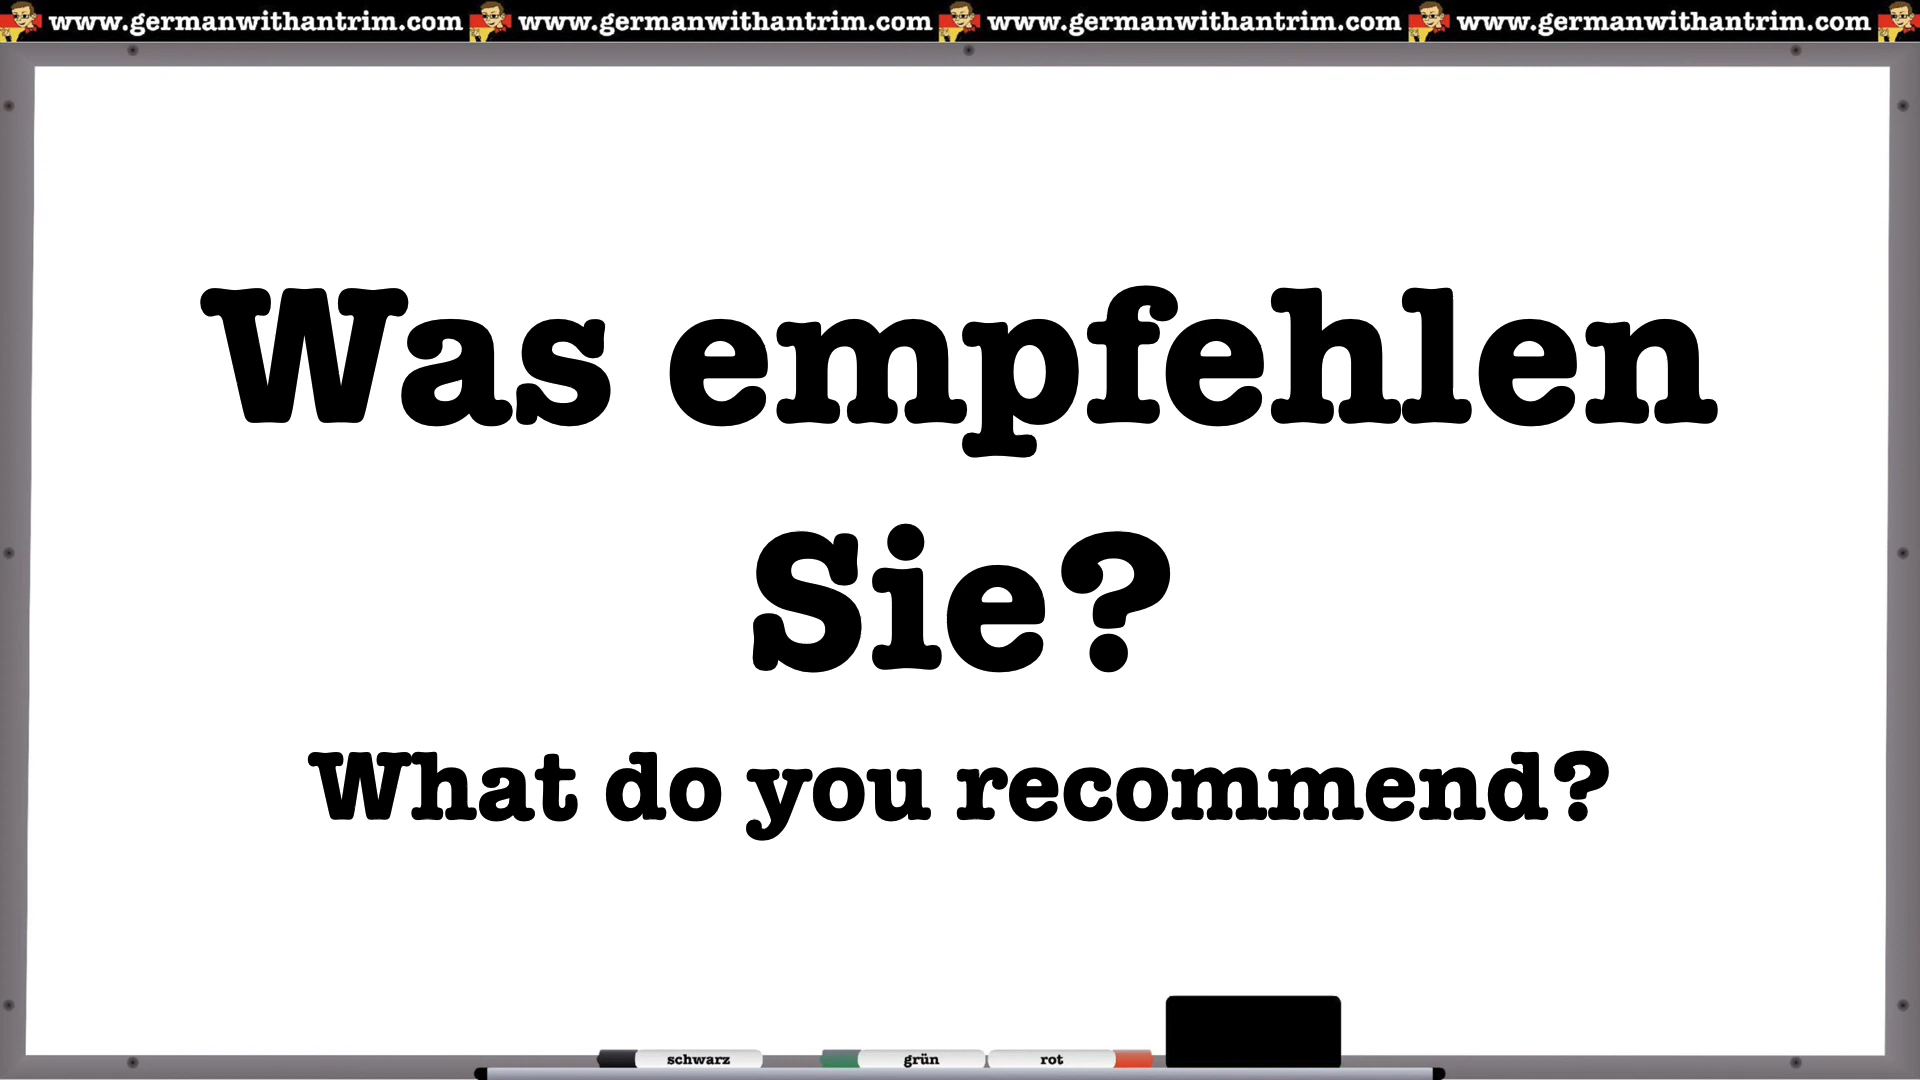 www.germanwithantrim.com www.germanwithantrim.com www.germanwithantrim.com www.germanwithantrim.com
Was empfehlen
Sie?
What do you recommend?
schwarz grün rot